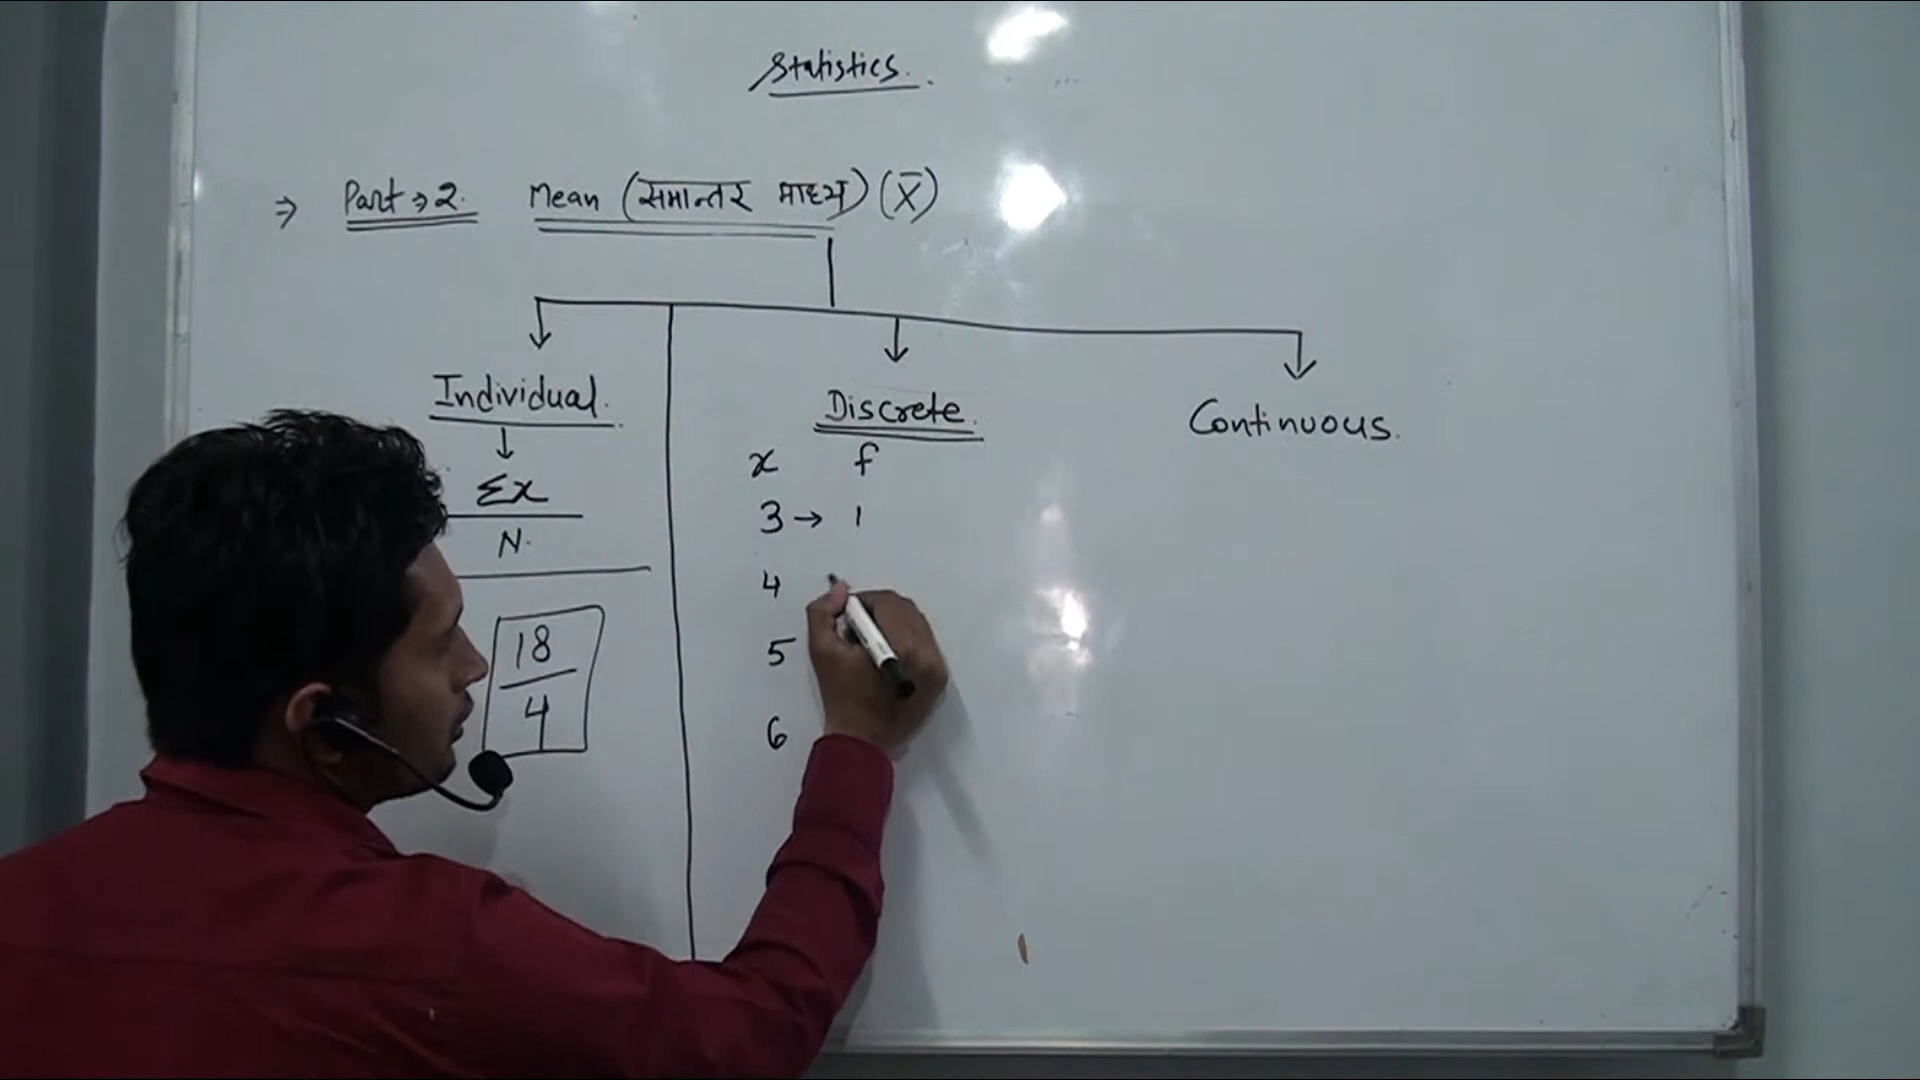 Statistics.
⇒ Part → 2. Mean (समान्तर माध्य) (X̄)
Individual.
↓
Σx
N.
18
4
Discrete.
x f
3 → 1
4
5
6
Continuous.